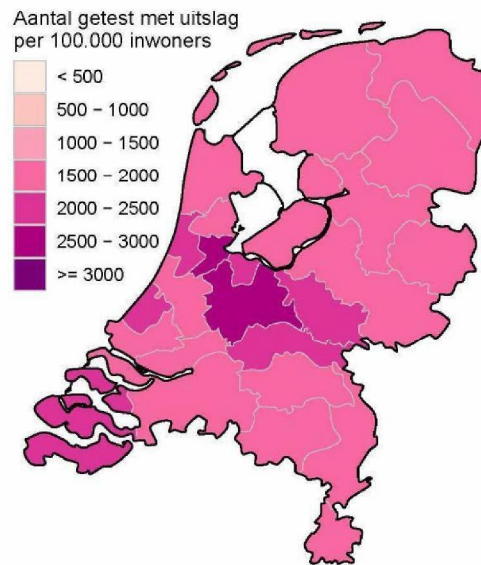 Aantal getest met uitslag
per 100.000 inwoners
< 500
500 – 1000
1000 – 1500
1500 – 2000
2000 – 2500
2500 – 3000
>= 3000